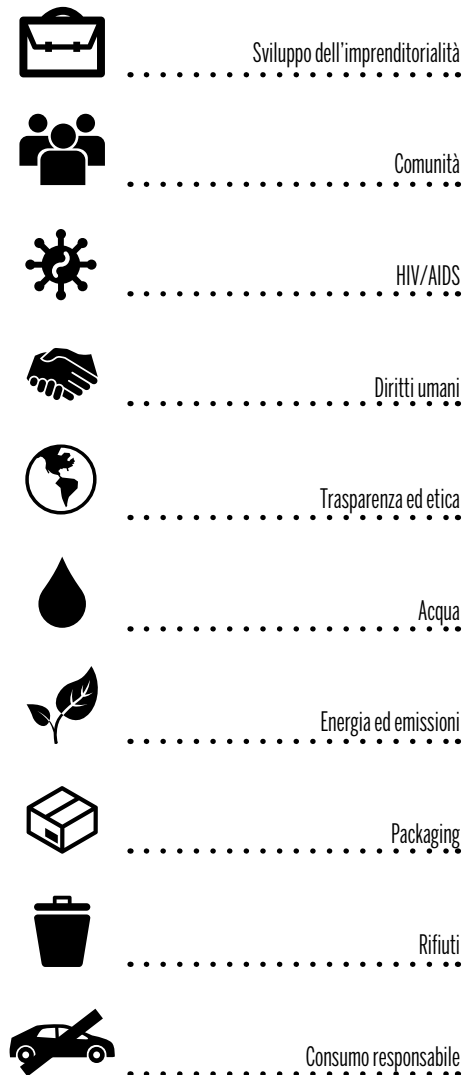 Sviluppo dell'imprenditorialità
Comunità
HIV/AIDS
Diritti umani
Trasparenza ed etica
Acqua
Energia ed emissioni
Packaging
Rifiuti
Consumo responsabile